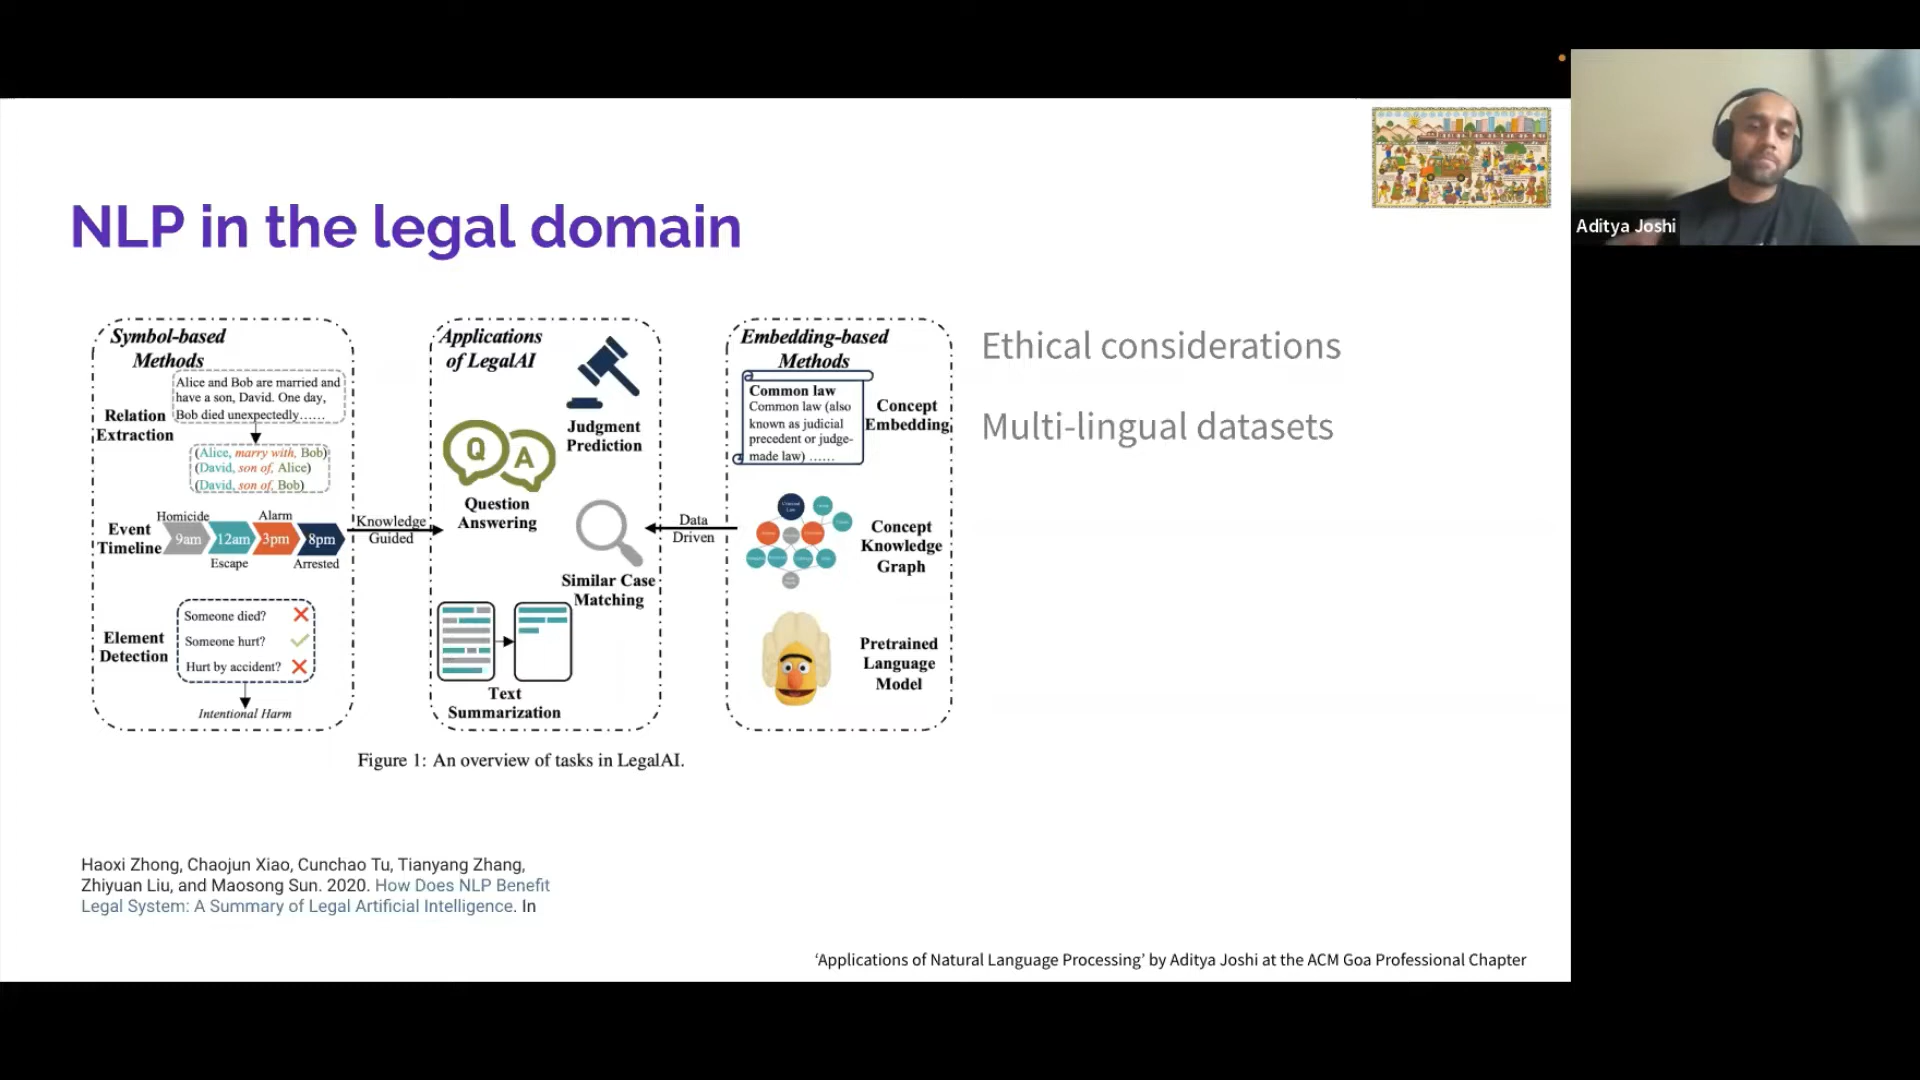 NLP in the legal domain
Symbol-based
Methods
Alice and Bob are married and
have a son, David. One day,
Bob died unexpectedly……
Relation
Extraction
(Alice, marry with, Bob)
(David, son of, Alice)
(David, son of, Bob)
Event
Timeline
Homicide
Alarm
9am
12am
3pm
8pm
Escape
Arrested
Element
Detection
Someone died?
Someone hurt?
Hurt by accident?
Intentional Harm
Knowledge
Guided
Applications
of LegalAI
Judgment
Prediction
Q
A
Question
Answering
Similar Case
Matching
Text
Summarization
Data
Driven
Embedding-based
Methods
Common law
Common law (also
known as judicial
precedent or judge-
made law) ……
Concept
Embedding
Concept
Knowledge
Graph
Pretrained
Language
Model
Figure 1: An overview of tasks in LegalAI.
Ethical considerations
Multi-lingual datasets
Haoxi Zhong, Chaojun Xiao, Cunchao Tu, Tianyang Zhang,
Zhiyuan Liu, and Maosong Sun. 2020. How Does NLP Benefit
Legal System: A Summary of Legal Artificial Intelligence. In
‘Applications of Natural Language Processing’ by Aditya Joshi at the ACM Goa Professional Chapter
Aditya Joshi